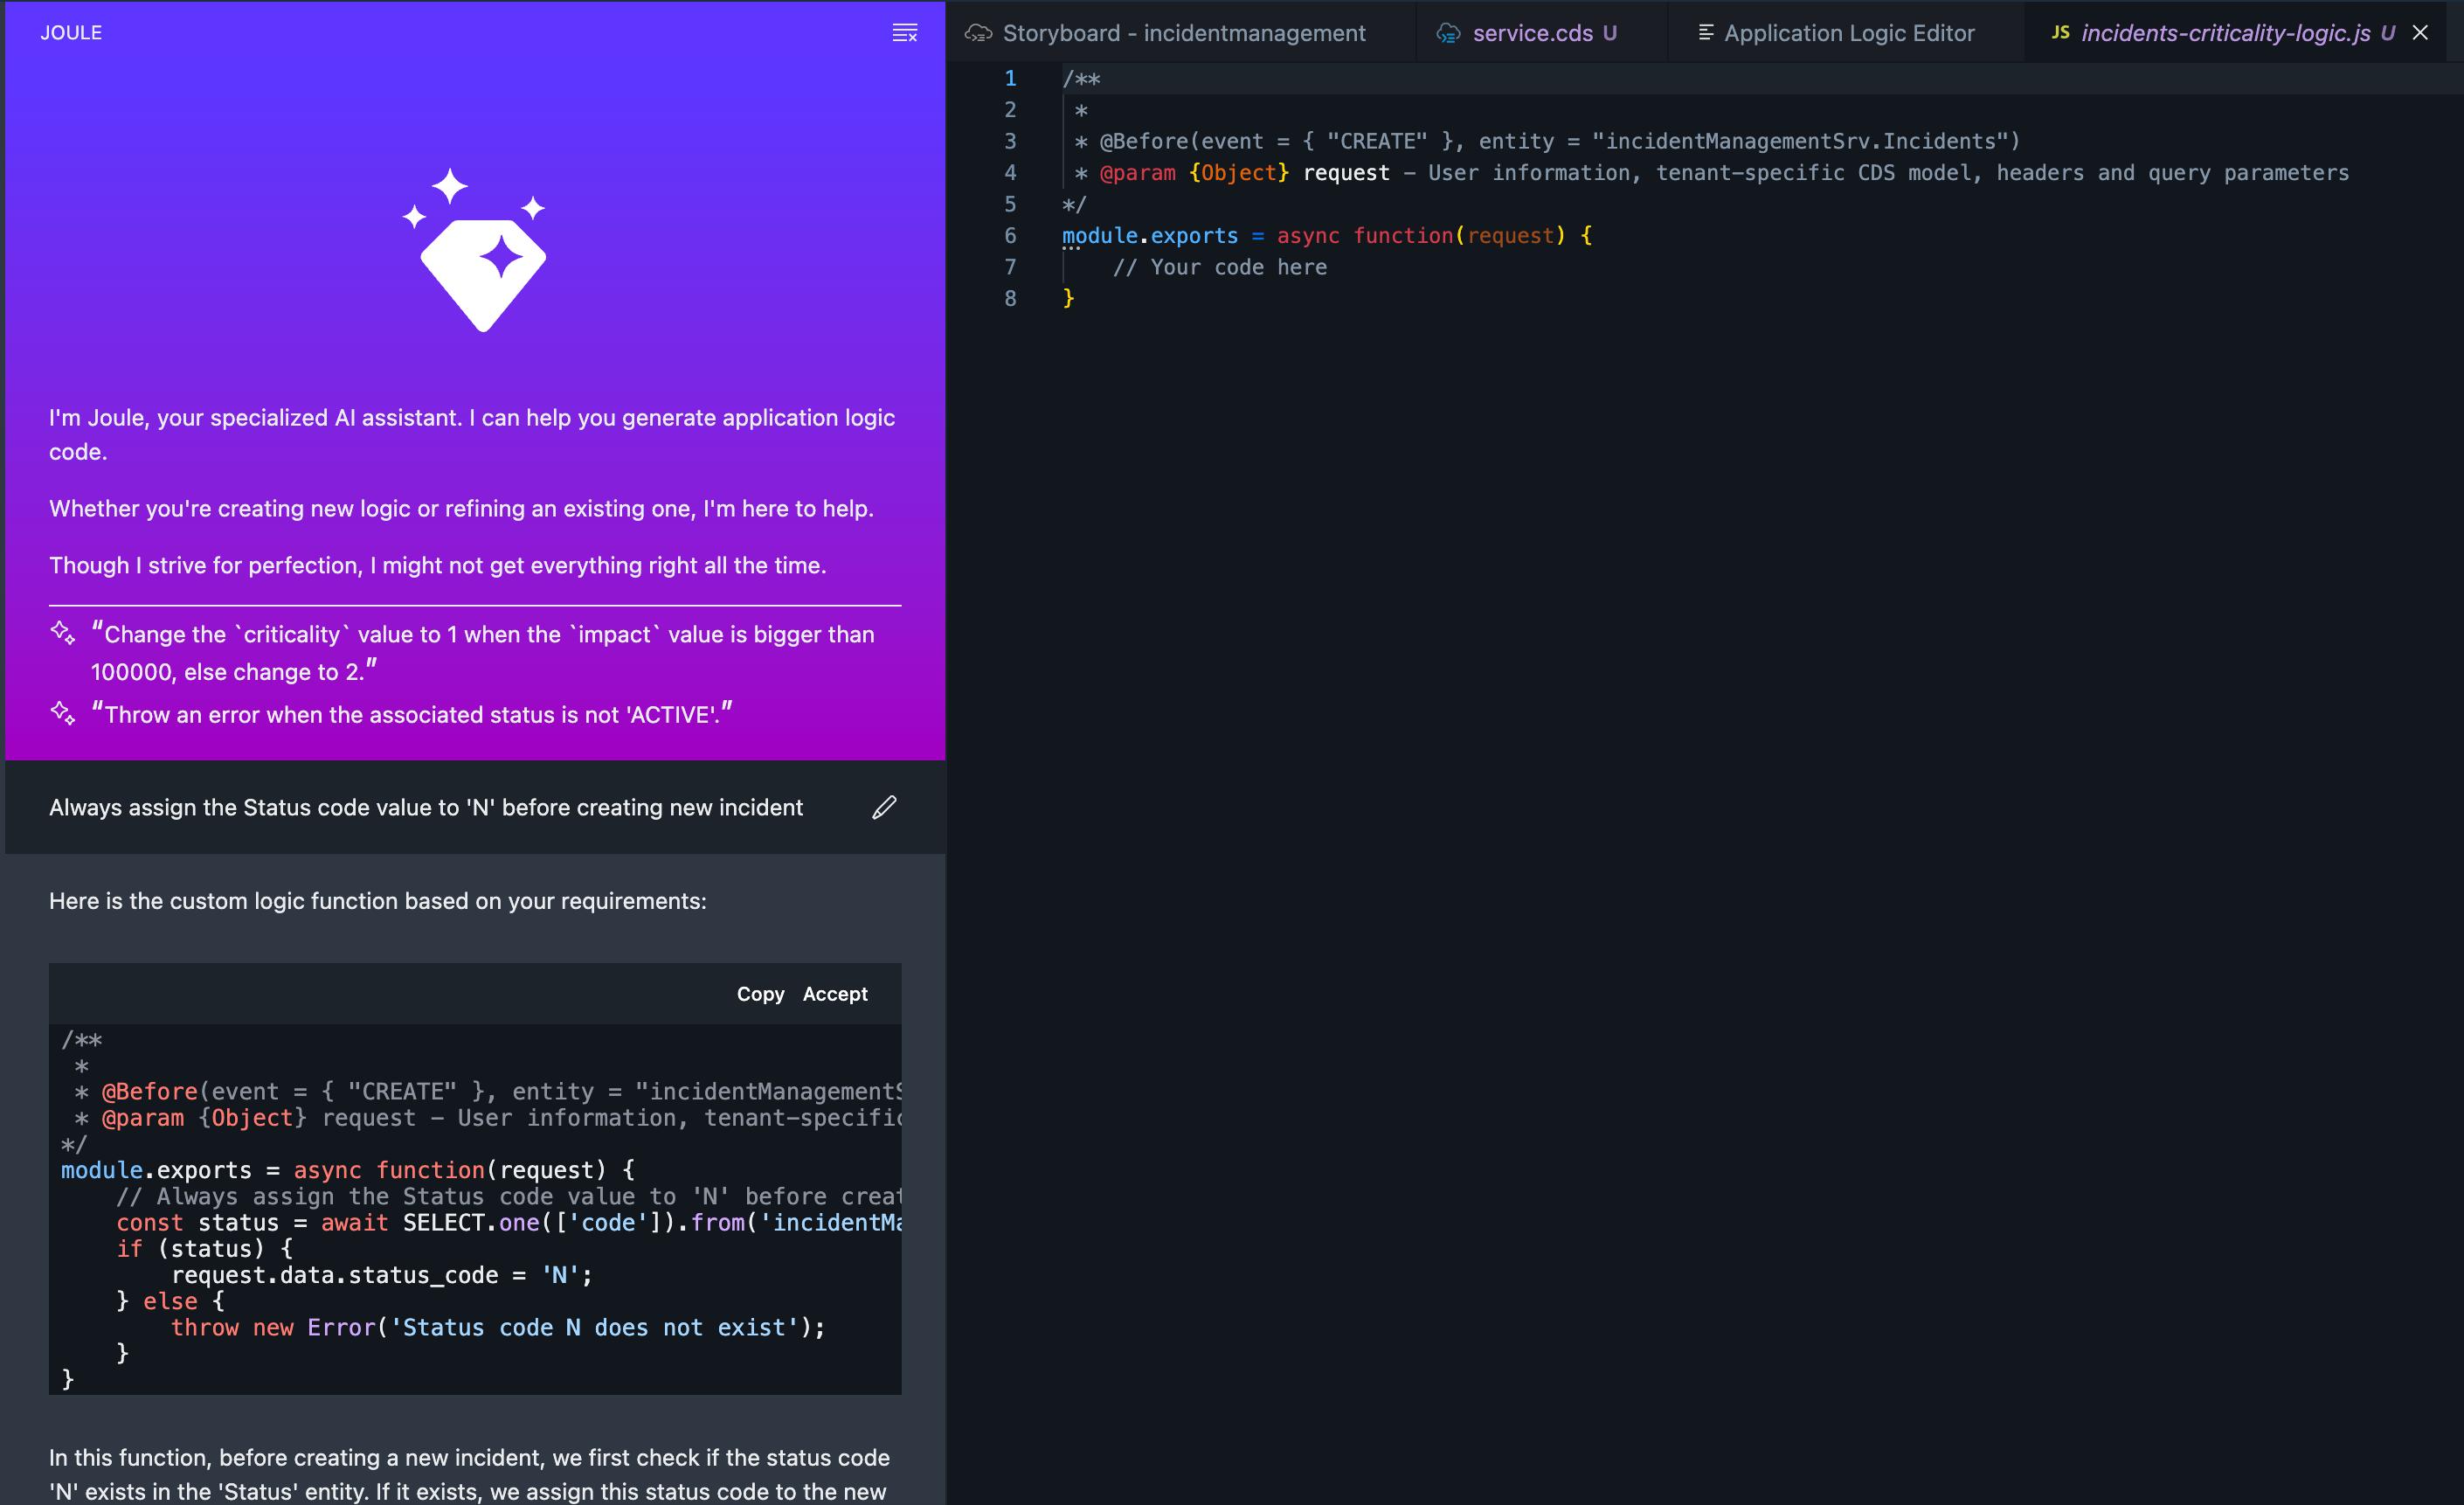 JOULE
I'm Joule, your specialized AI assistant. I can help you generate application logic
code.
Whether you're creating new logic or refining an existing one, I'm here to help.
Though I strive for perfection, I might not get everything right all the time.
“Change the `criticality` value to 1 when the `impact` value is bigger than
100000, else change to 2.”
“Throw an error when the associated status is not 'ACTIVE'.”
Always assign the Status code value to 'N' before creating new incident
Here is the custom logic function based on your requirements:
Copy Accept
/**
 *
 * @Before(event = { "CREATE" }, entity = "incidentManagementS
 * @param {Object} request – User information, tenant-specific
*/
module.exports = async function(request) {
    // Always assign the Status code value to 'N' before creat
    const status = await SELECT.one(['code']).from('incidentMa
    if (status) {
        request.data.status_code = 'N';
    } else {
        throw new Error('Status code N does not exist');
    }
}
In this function, before creating a new incident, we first check if the status code
'N' exists in the 'Status' entity. If it exists, we assign this status code to the new
Storyboard - incidentmanagement
service.cds U
Application Logic Editor
JS incidents-criticality-logic.js U
1 /**
2  *
3  * @Before(event = { "CREATE" }, entity = "incidentManagementSrv.Incidents")
4  * @param {Object} request – User information, tenant-specific CDS model, headers and query parameters
5 */
6 module.exports = async function(request) {
7     // Your code here
8 }